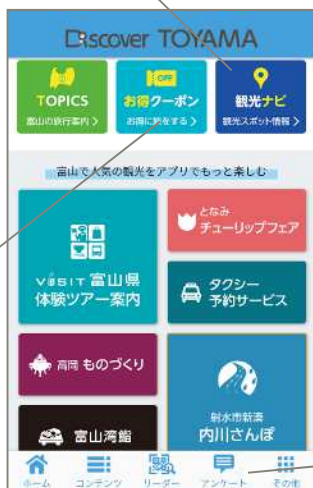 Discover TOYAMA
TOPICS
富山の旅行案内 >
OFF
お得クーポン
お得に旅をする >
観光ナビ
観光スポット情報 >
富山で人気の観光をアプリでもっと楽しむ
VISIT 富山県
体験ツアー案内
となみ
チューリップフェア
タクシー
予約サービス
高岡 ものづくり
富山湾鮨
射水市新湊
内川さんぽ
ホーム
コンテンツ
リーダー
アンケート
その他